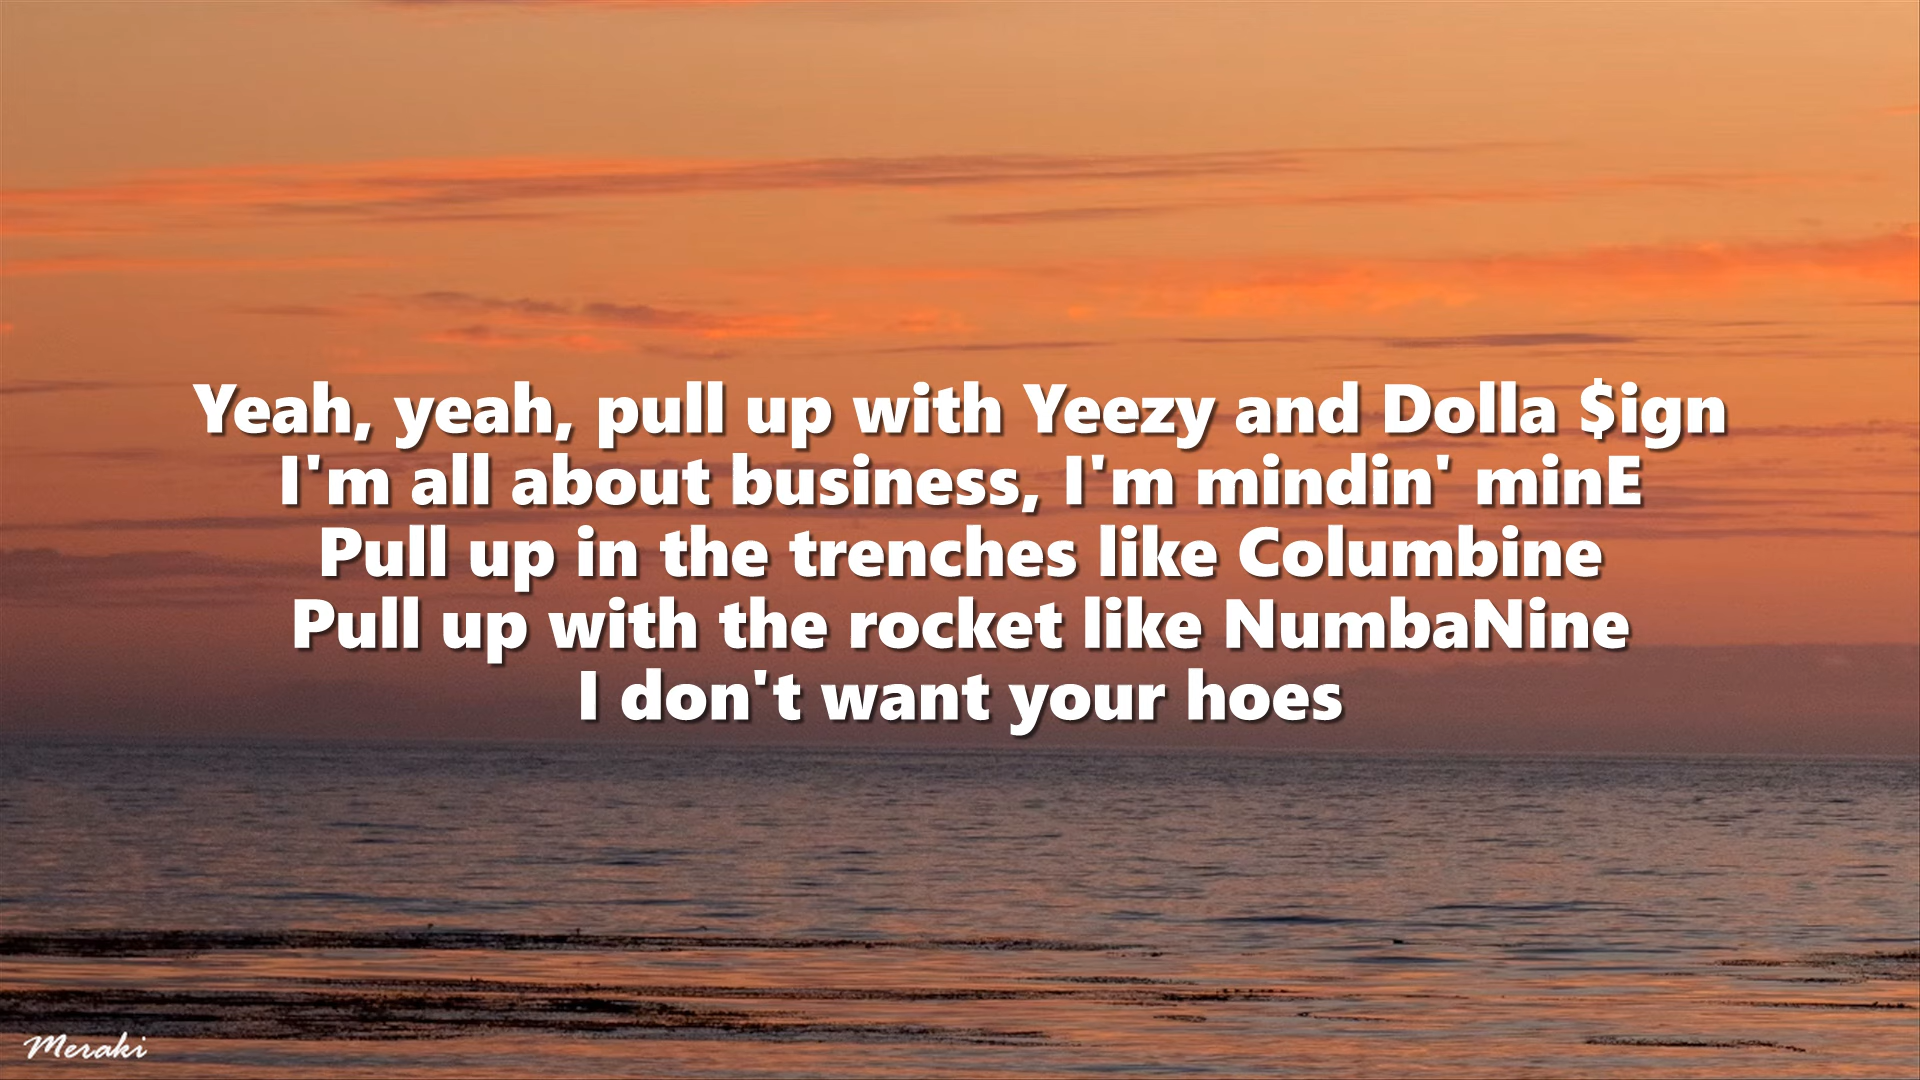 Yeah, yeah, pull up with Yeezy and Dolla $ign
I'm all about business, I'm mindin' minE
Pull up in the trenches like Columbine
Pull up with the rocket like NumbaNine
I don't want your hoes
Meraki